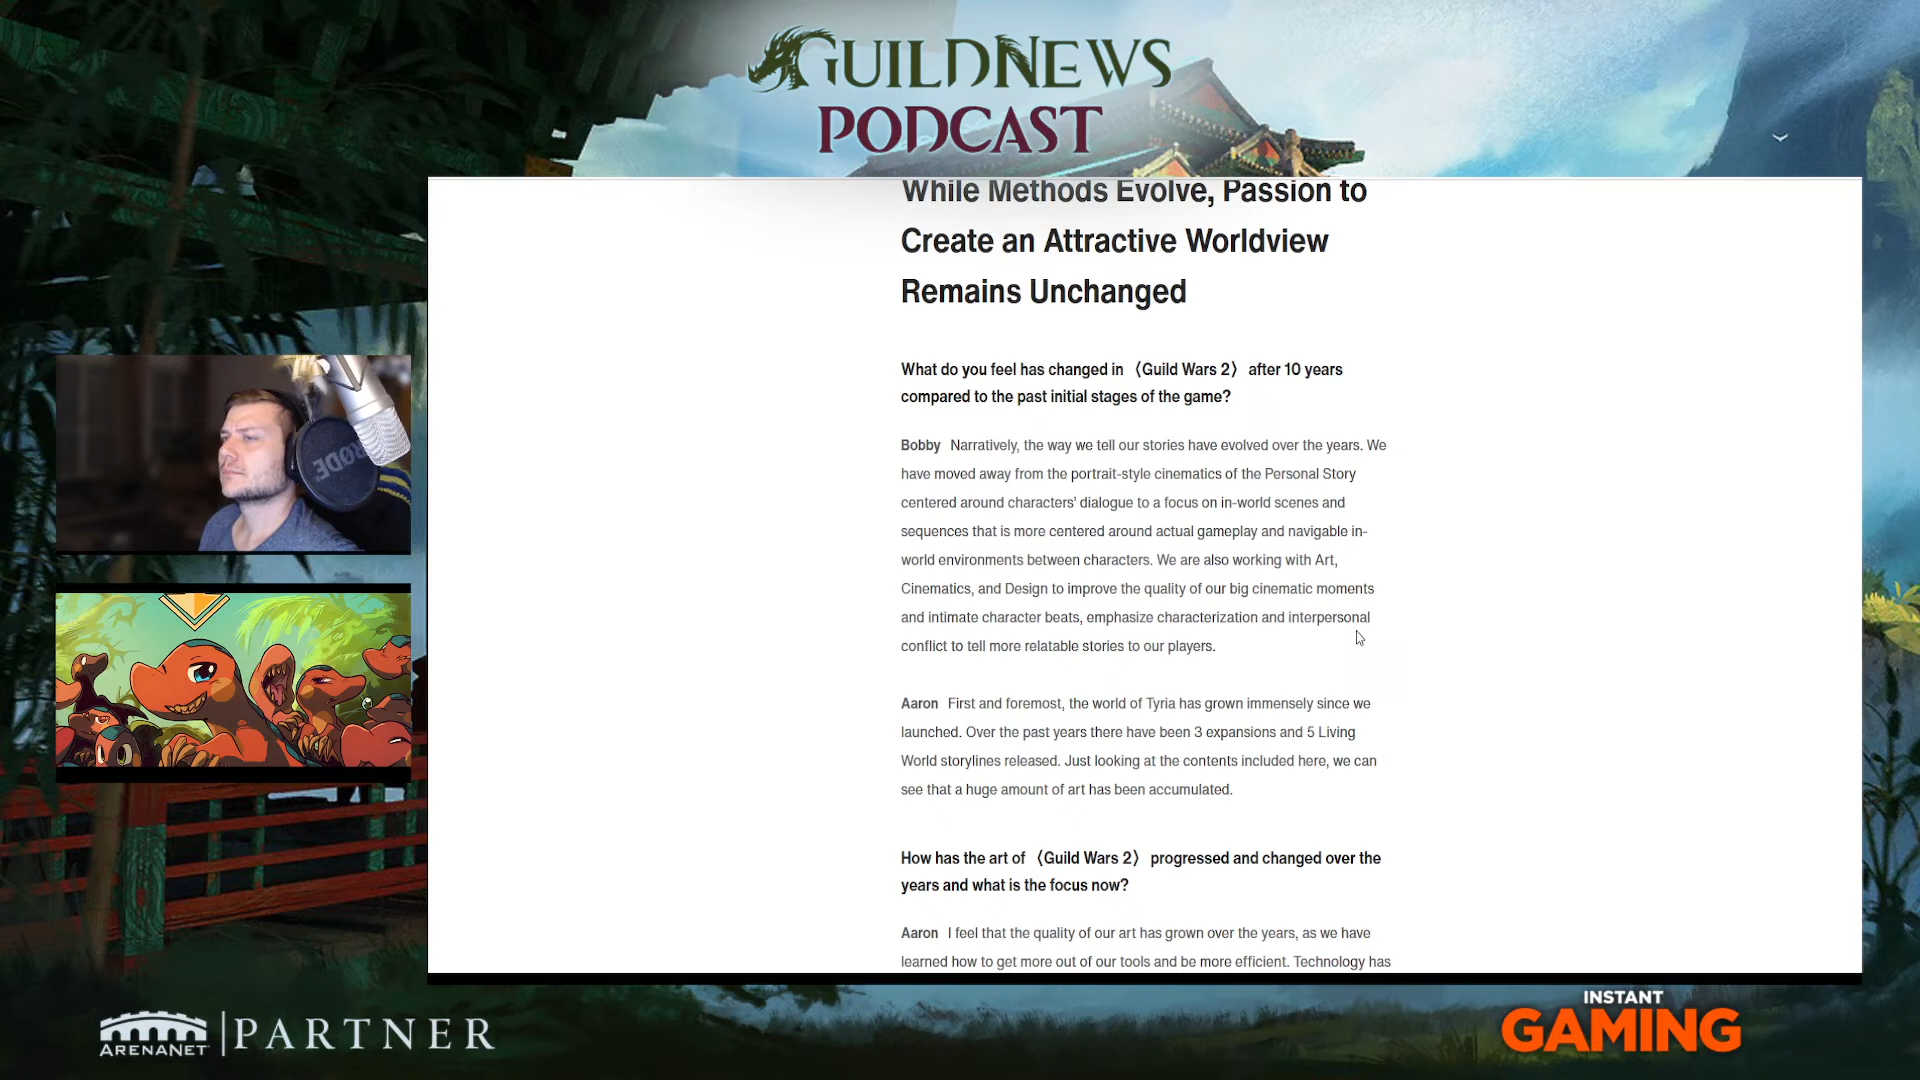 GUILDNEWS
PODCAST
While Methods Evolve, Passion to
Create an Attractive Worldview
Remains Unchanged
What do you feel has changed in 〈Guild Wars 2〉 after 10 years
compared to the past initial stages of the game?
Bobby Narratively, the way we tell our stories have evolved over the years. We
have moved away from the portrait-style cinematics of the Personal Story
centered around characters’ dialogue to a focus on in-world scenes and
sequences that is more centered around actual gameplay and navigable in-
world environments between characters. We are also working with Art,
Cinematics, and Design to improve the quality of our big cinematic moments
and intimate character beats, emphasize characterization and interpersonal
conflict to tell more relatable stories to our players.
Aaron First and foremost, the world of Tyria has grown immensely since we
launched. Over the past years there have been 3 expansions and 5 Living
World storylines released. Just looking at the contents included here, we can
see that a huge amount of art has been accumulated.
How has the art of 〈Guild Wars 2〉 progressed and changed over the
years and what is the focus now?
Aaron I feel that the quality of our art has grown over the years, as we have
learned how to get more out of our tools and be more efficient. Technology has
RØDE
ARENANET PARTNER
INSTANT
GAMING